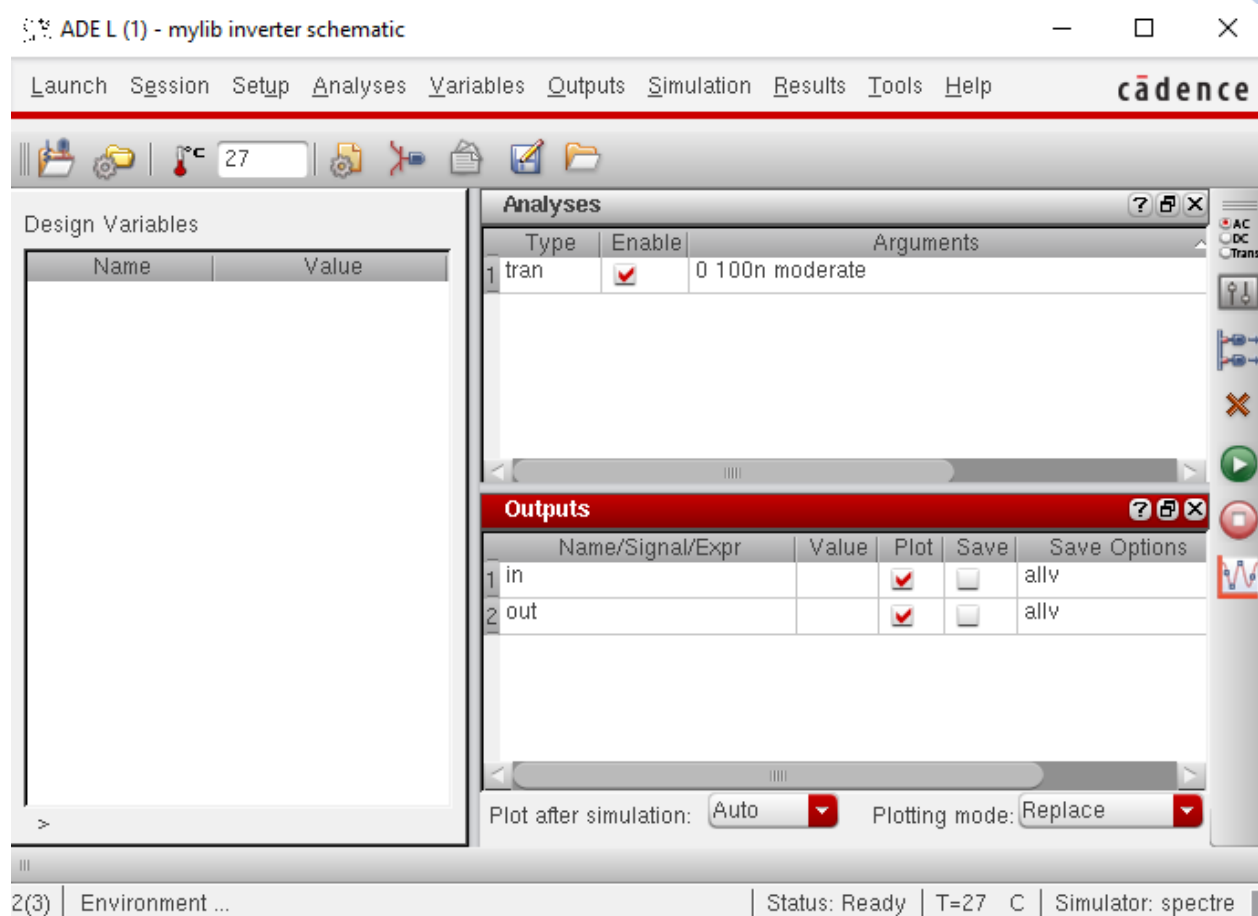 ADE L (1) - mylib inverter schematic
Launch Session Setup Analyses Variables Outputs Simulation Results Tools Help cādence
°C 27
Design Variables
Name Value
>
Analyses
Type Enable Arguments
1 tran 0 100n moderate
AC
DC
Trans
Outputs
Name/Signal/Expr Value Plot Save Save Options
1 in allv
2 out allv
Plot after simulation: Auto Plotting mode: Replace
2(3) Environment ... Status: Ready T=27 C Simulator: spectre